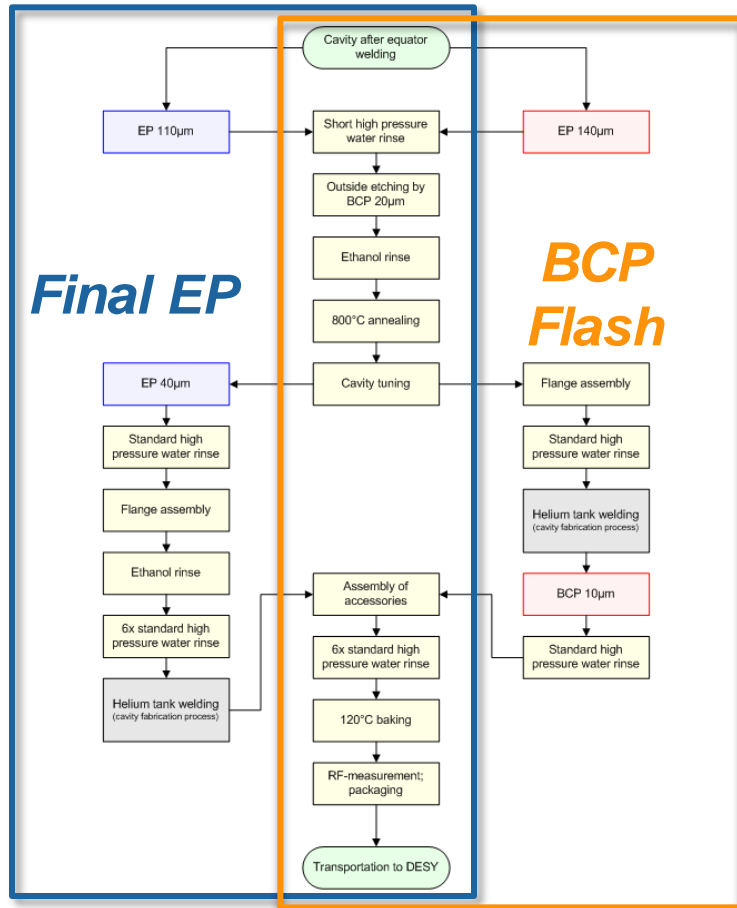 Cavity after equator
welding
EP 110µm
Short high pressure
water rinse
EP 140µm
Outside etching by
BCP 20µm
Ethanol rinse
800°C annealing
Final EP
BCP
Flash
EP 40µm
Cavity tuning
Flange assembly
Standard high
pressure water rinse
Standard high
pressure water rinse
Flange assembly
Helium tank welding
(cavity fabrication process)
Ethanol rinse
Assembly of
accessories
BCP 10µm
6x standard high
pressure water rinse
6x standard high
pressure water rinse
Standard high
pressure water rinse
Helium tank welding
(cavity fabrication process)
120°C baking
RF-measurement;
packaging
Transportation to DESY